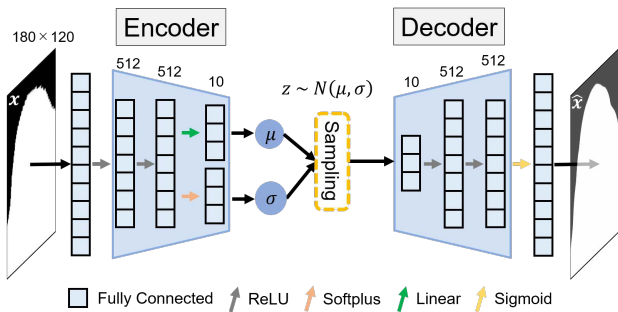 Encoder
Decoder
180×120
512
512
10
z ~ N(μ, σ)
10
512
512
x
μ
σ
Sampling
x̂
Fully Connected
ReLU
Softplus
Linear
Sigmoid